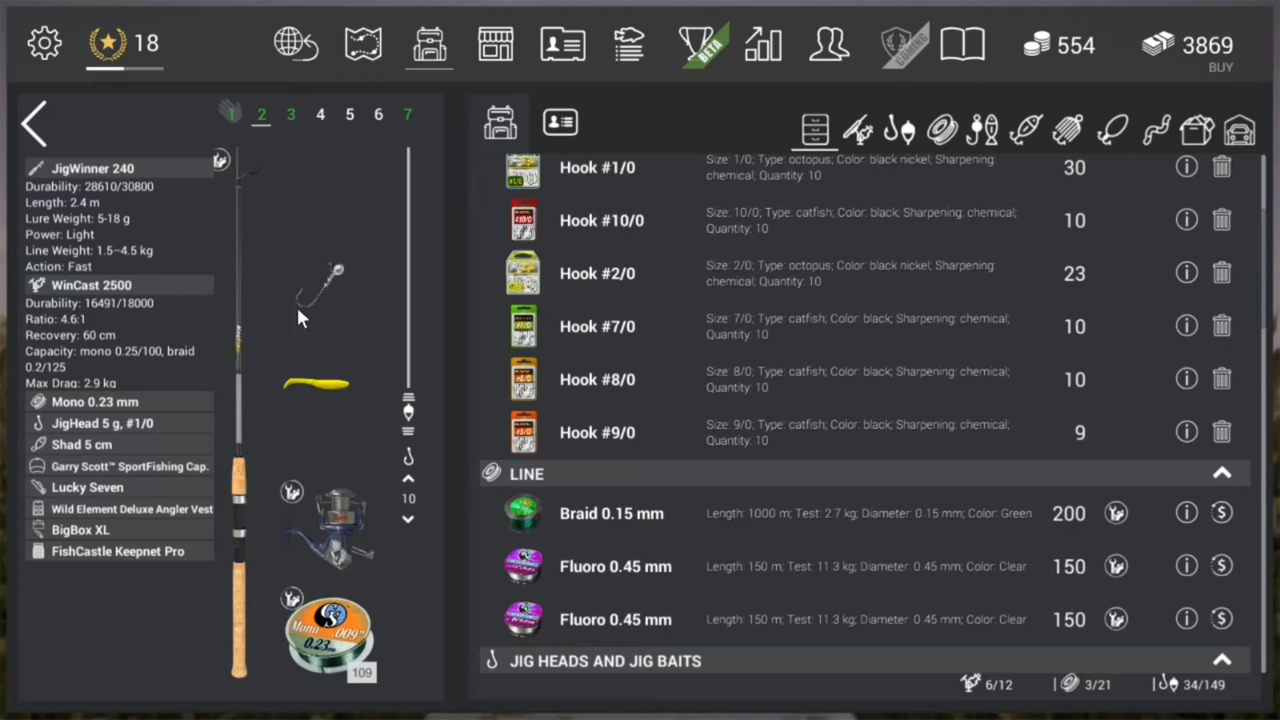 18
BETA
GAMING
554
3869
BUY
1 2 3 4 5 6 7
JigWinner 240
Durability: 28610/30800
Length: 2.4 m
Lure Weight: 5-18 g
Power: Light
Line Weight: 1.5–4.5 kg
Action: Fast
WinCast 2500
Durability: 16491/18000
Ratio: 4.6:1
Recovery: 60 cm
Capacity: mono 0.25/100, braid
0.2/125
Max Drag: 2.9 kg
Mono 0.23 mm
JigHead 5 g, #1/0
Shad 5 cm
Garry Scott™ SportFishing Cap.
Lucky Seven
Wild Element Deluxe Angler Vest
BigBox XL
FishCastle Keepnet Pro
10
Mono .009"
0.23mm
109
Hook #1/0
Size: 1/0; Type: octopus; Color: black nickel; Sharpening:
chemical; Quantity: 10
30
Hook #10/0
Size: 10/0; Type: catfish; Color: black; Sharpening: chemical;
Quantity: 10
10
Hook #2/0
Size: 2/0; Type: octopus; Color: black nickel; Sharpening:
chemical; Quantity: 10
23
Hook #7/0
Size: 7/0; Type: catfish; Color: black; Sharpening: chemical;
Quantity: 10
10
Hook #8/0
Size: 8/0; Type: catfish; Color: black; Sharpening: chemical;
Quantity: 10
10
Hook #9/0
Size: 9/0; Type: catfish; Color: black; Sharpening: chemical;
Quantity: 10
9
LINE
Braid 0.15 mm
Length: 1000 m; Test: 2.7 kg; Diameter: 0.15 mm; Color: Green
200
Fluoro 0.45 mm
Length: 150 m; Test: 11.3 kg; Diameter: 0.45 mm; Color: Clear
150
Fluoro 0.45 mm
Length: 150 m; Test: 11.3 kg; Diameter: 0.45 mm; Color: Clear
150
JIG HEADS AND JIG BAITS
6/12
3/21
34/149